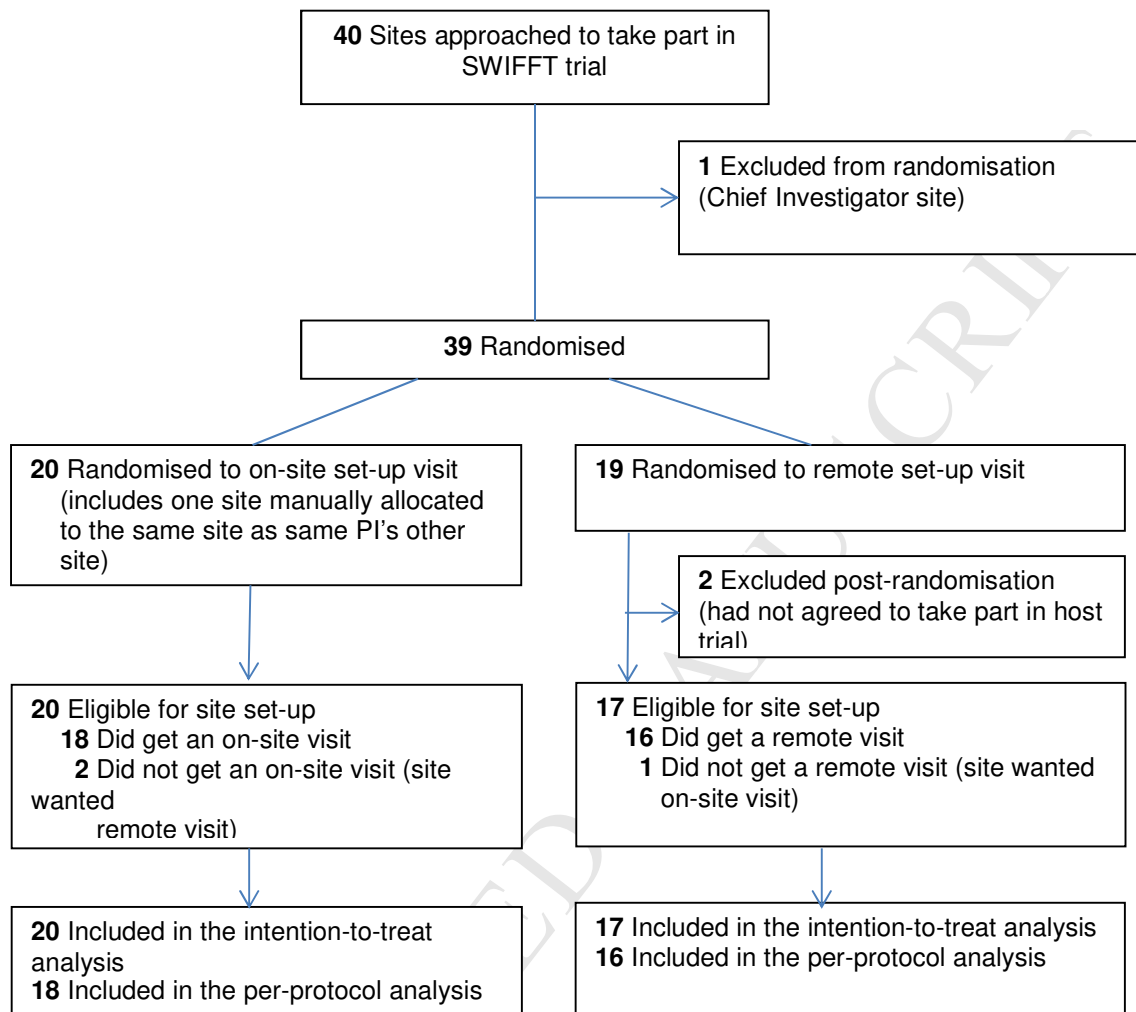 40 Sites approached to take part in
SWIFFT trial
1 Excluded from randomisation
(Chief Investigator site)
39 Randomised
20 Randomised to on-site set-up visit
(includes one site manually allocated
to the same site as same PI’s other
site)
19 Randomised to remote set-up visit
2 Excluded post-randomisation
(had not agreed to take part in host
trial)
20 Eligible for site set-up
18 Did get an on-site visit
2 Did not get an on-site visit (site
wanted
remote visit)
17 Eligible for site set-up
16 Did get a remote visit
1 Did not get a remote visit (site wanted
on-site visit)
20 Included in the intention-to-treat
analysis
18 Included in the per-protocol analysis
17 Included in the intention-to-treat analysis
16 Included in the per-protocol analysis